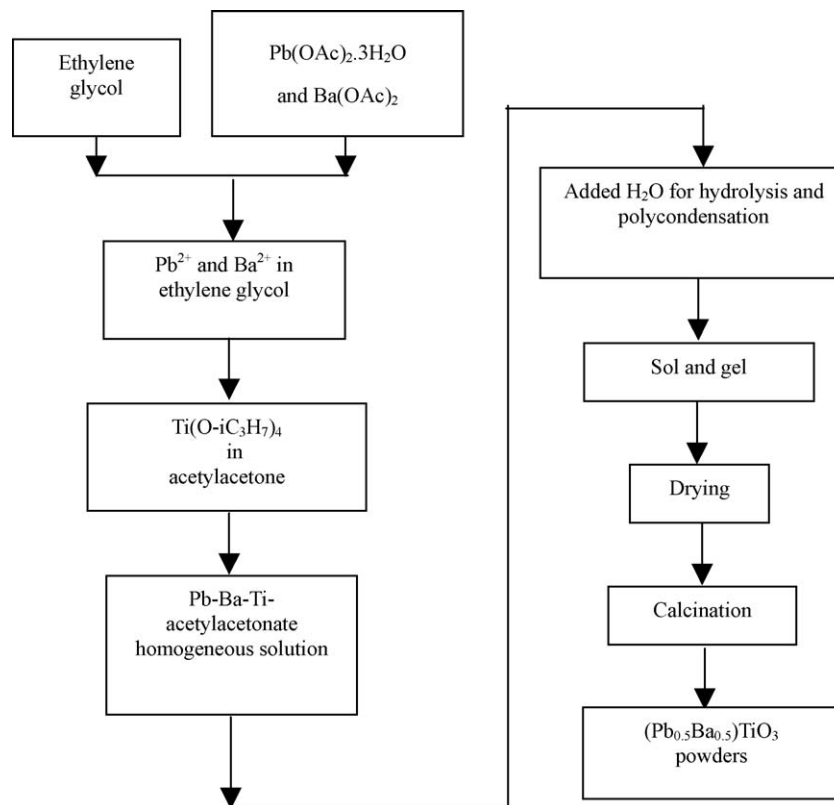 Ethylene
glycol
Pb(OAc)₂.3H₂O
and Ba(OAc)₂
Pb²⁺ and Ba²⁺ in
ethylene glycol
Ti(O-iC₃H₇)₄
in
acetylacetone
Pb-Ba-Ti-
acetylacetonate
homogeneous solution
Added H₂O for hydrolysis and
polycondensation
Sol and gel
Drying
Calcination
(Pb₀.₅Ba₀.₅)TiO₃
powders